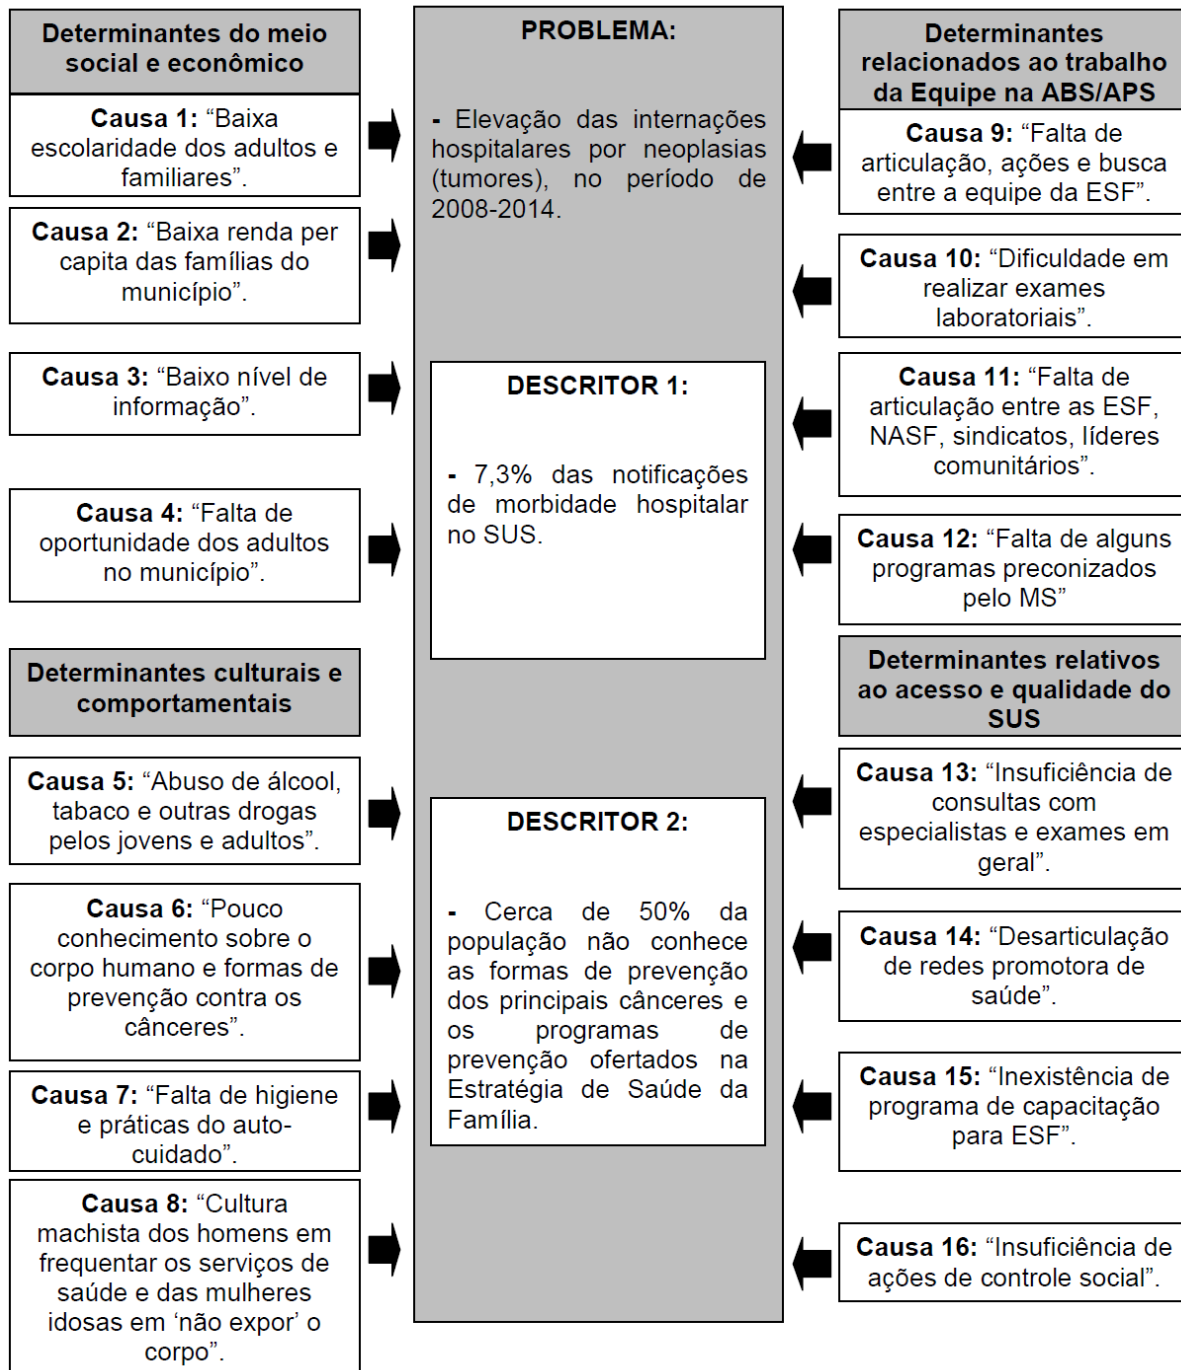 Determinantes do meio
social e econômico
Causa 1: “Baixa
escolaridade dos adultos e
familiares”.
Causa 2: “Baixa renda per
capita das famílias do
município”.
Causa 3: “Baixo nível de
informação”.
Causa 4: “Falta de
oportunidade dos adultos
no município”.
Determinantes culturais e
comportamentais
Causa 5: “Abuso de álcool,
tabaco e outras drogas
pelos jovens e adultos”.
Causa 6: “Pouco
conhecimento sobre o
corpo humano e formas de
prevenção contra os
cânceres”.
Causa 7: “Falta de higiene
e práticas do auto-
cuidado”.
Causa 8: “Cultura
machista dos homens em
frequentar os serviços de
saúde e das mulheres
idosas em ‘não expor’ o
corpo”.
PROBLEMA:
- Elevação das internações
hospitalares por neoplasias
(tumores), no período de
2008-2014.
DESCRITOR 1:
- 7,3% das notificações
de morbidade hospitalar
no SUS.
DESCRITOR 2:
- Cerca de 50% da
população não conhece
as formas de prevenção
dos principais cânceres e
os programas de
prevenção ofertados na
Estratégia de Saúde da
Família.
Determinantes
relacionados ao trabalho
da Equipe na ABS/APS
Causa 9: “Falta de
articulação, ações e busca
entre a equipe da ESF”.
Causa 10: “Dificuldade em
realizar exames
laboratoriais”.
Causa 11: “Falta de
articulação entre as ESF,
NASF, sindicatos, líderes
comunitários”.
Causa 12: “Falta de alguns
programas preconizados
pelo MS”
Determinantes relativos
ao acesso e qualidade do
SUS
Causa 13: “Insuficiência de
consultas com
especialistas e exames em
geral”.
Causa 14: “Desarticulação
de redes promotora de
saúde”.
Causa 15: “Inexistência de
programa de capacitação
para ESF”.
Causa 16: “Insuficiência de
ações de controle social”.